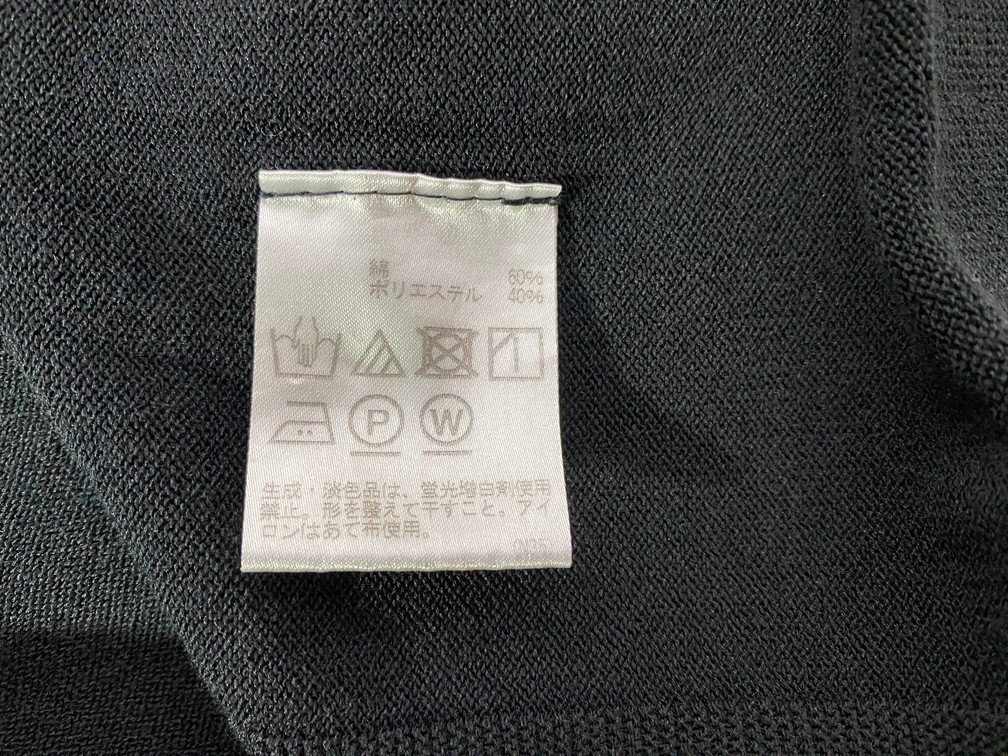 綿 60%
ポリエステル 40%
P
W
生成・淡色品は、蛍光増白剤使用
禁止。形を整えて干すこと。アイ
ロンはあて布使用。